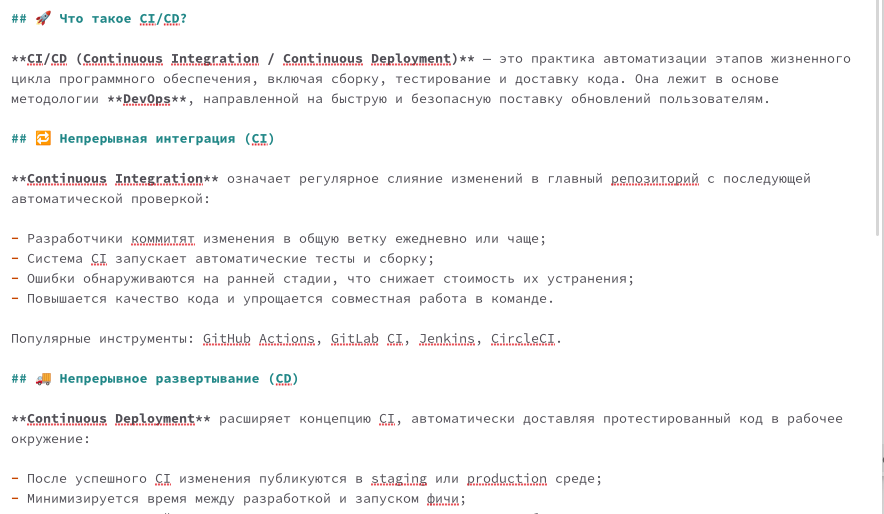 ## 🚀 Что такое CI/CD?
**CI/CD (Continuous Integration / Continuous Deployment)** — это практика автоматизации этапов жизненного
цикла программного обеспечения, включая сборку, тестирование и доставку кода. Она лежит в основе
методологии **DevOps**, направленной на быструю и безопасную поставку обновлений пользователям.
## 🔁 Непрерывная интеграция (CI)
**Continuous Integration** означает регулярное слияние изменений в главный репозиторий с последующей
автоматической проверкой:
- Разработчики коммитят изменения в общую ветку ежедневно или чаще;
- Система CI запускает автоматические тесты и сборку;
- Ошибки обнаруживаются на ранней стадии, что снижает стоимость их устранения;
- Повышается качество кода и упрощается совместная работа в команде.
Популярные инструменты: GitHub Actions, GitLab CI, Jenkins, CircleCI.
## 🚚 Непрерывное развертывание (CD)
**Continuous Deployment** расширяет концепцию CI, автоматически доставляя протестированный код в рабочее
окружение:
- После успешного CI изменения публикуются в staging или production среде;
- Минимизируется время между разработкой и запуском фичи;